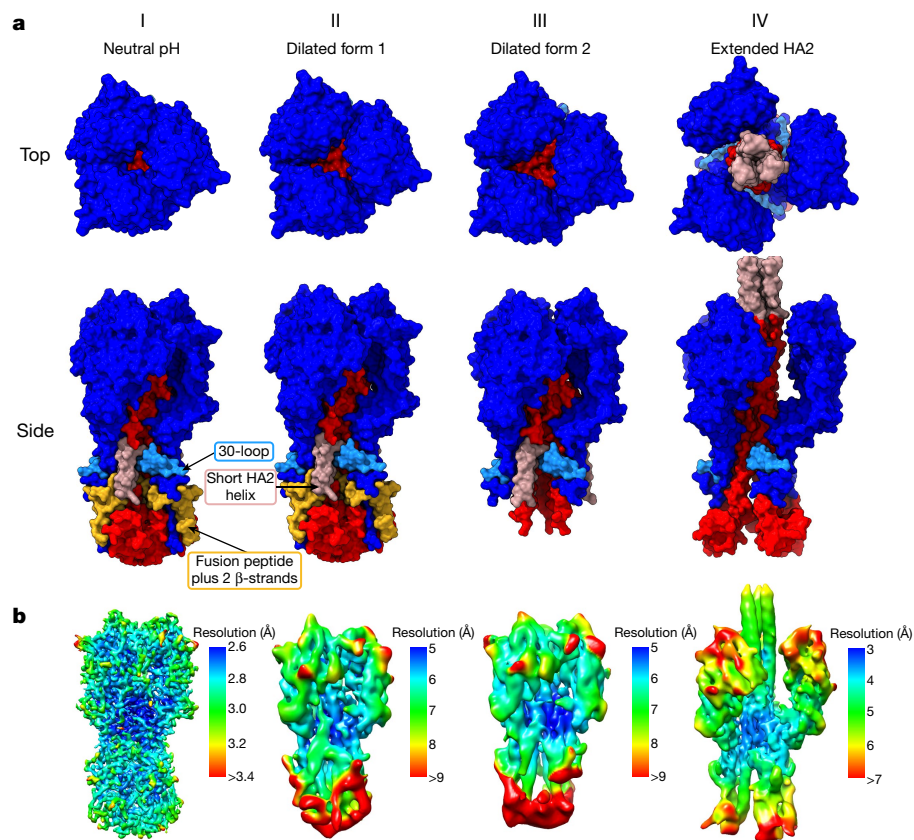 a
I II III IV
Neutral pH Dilated form 1 Dilated form 2 Extended HA2
Top
Side
30-loop
Short HA2
helix
Fusion peptide
plus 2 β-strands
b
Resolution (Å) Resolution (Å) Resolution (Å) Resolution (Å)
2.6 5 5 3
2.8 6 6 4
3.0 5
3.2 8 8 6
>3.4 >9 >9 >7